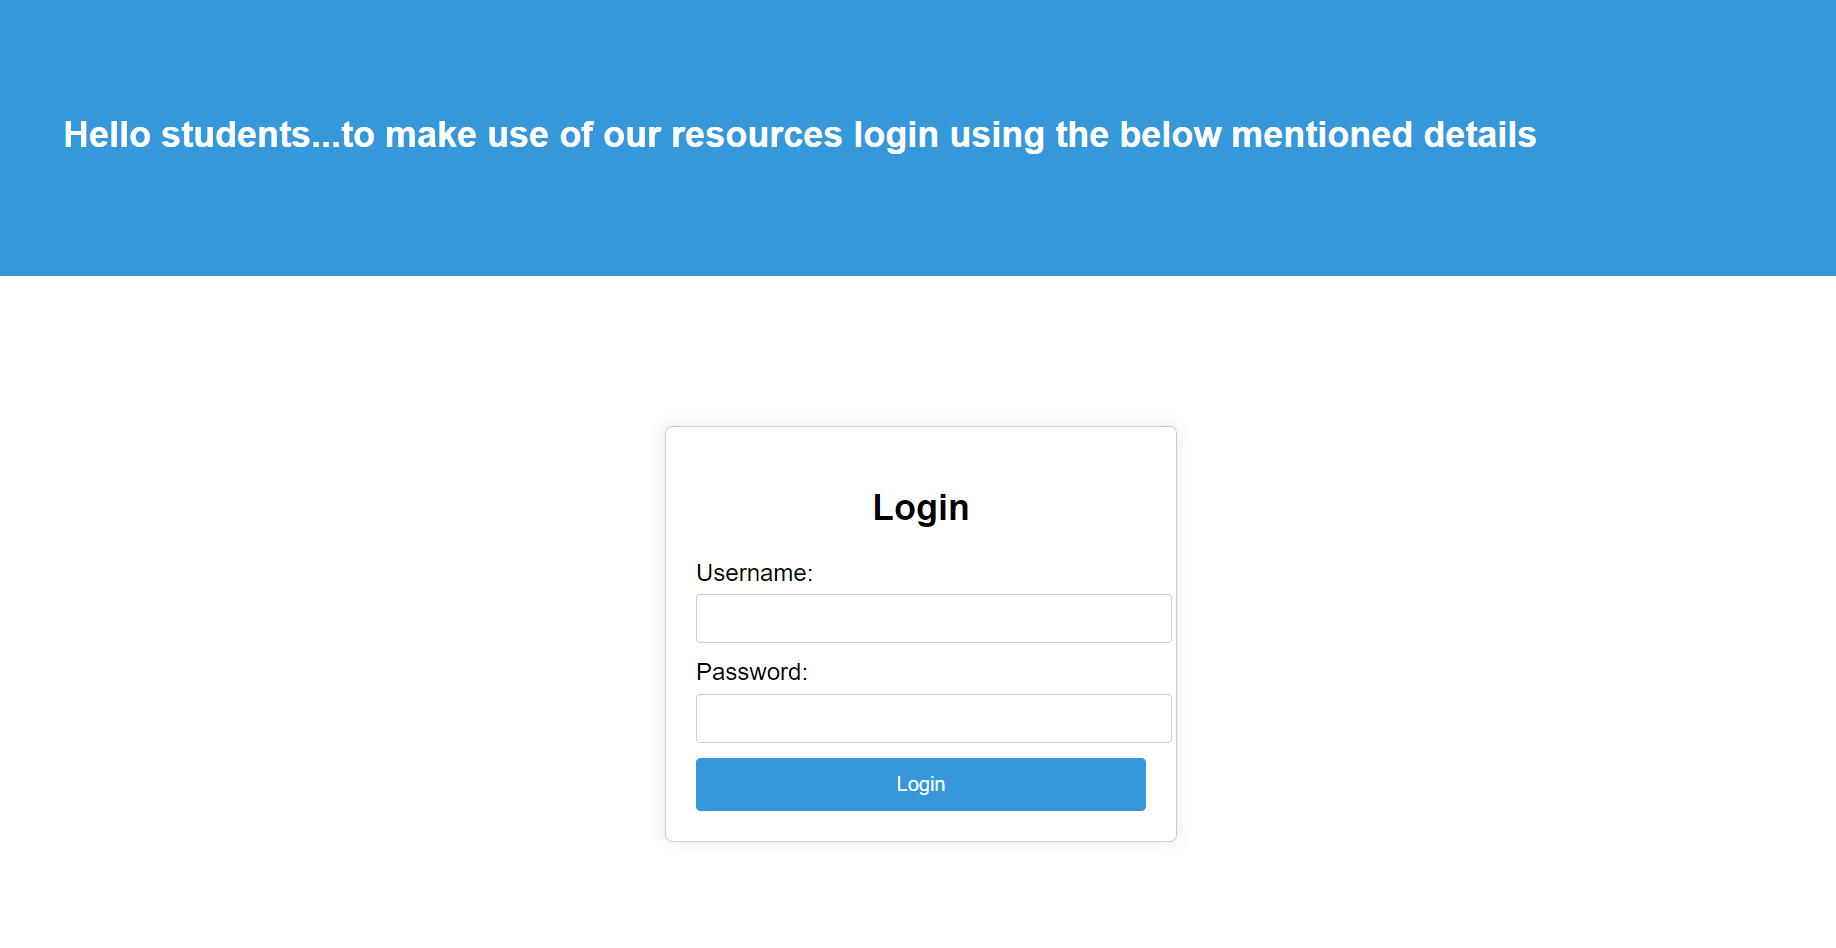 Hello students...to make use of our resources login using the below mentioned details
Login
Username:
Password:
Login